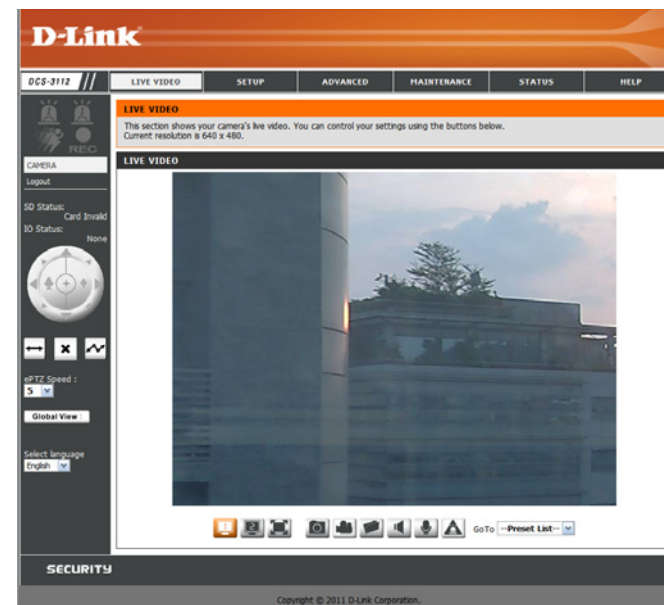 D-Link
DCS-3112
LIVE VIDEO SETUP ADVANCED MAINTENANCE STATUS HELP
REC
CAMERA
Logout
SD Status:
Card Invalid
IO Status:
None
ePTZ Speed :
5
Global View
Select language
English
LIVE VIDEO
This section shows your camera's live video. You can control your settings using the buttons below.
Current resolution is 640 x 480.
LIVE VIDEO
1 2 GoTo --Preset List--
SECURITY
Copyright © 2011 D-Link Corporation.